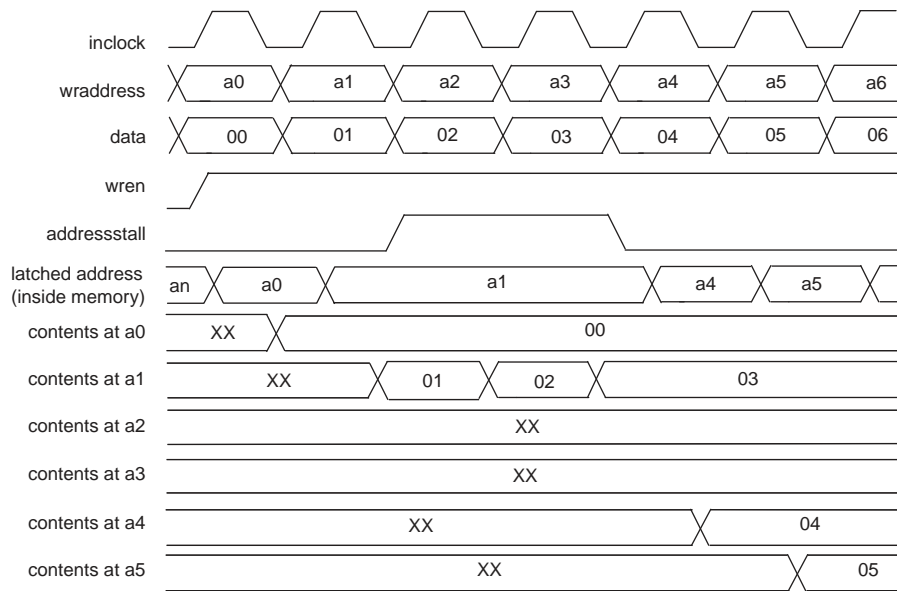 inclock
wraddress a0 a1 a2 a3 a4 a5 a6
data 00 01 02 03 04 05 06
wren
addressstall
latched address
(inside memory) an a0 a1 a4 a5
contents at a0 XX 00
contents at a1 XX 01 02 03
contents at a2 XX
contents at a3 XX
contents at a4 XX 04
contents at a5 XX 05